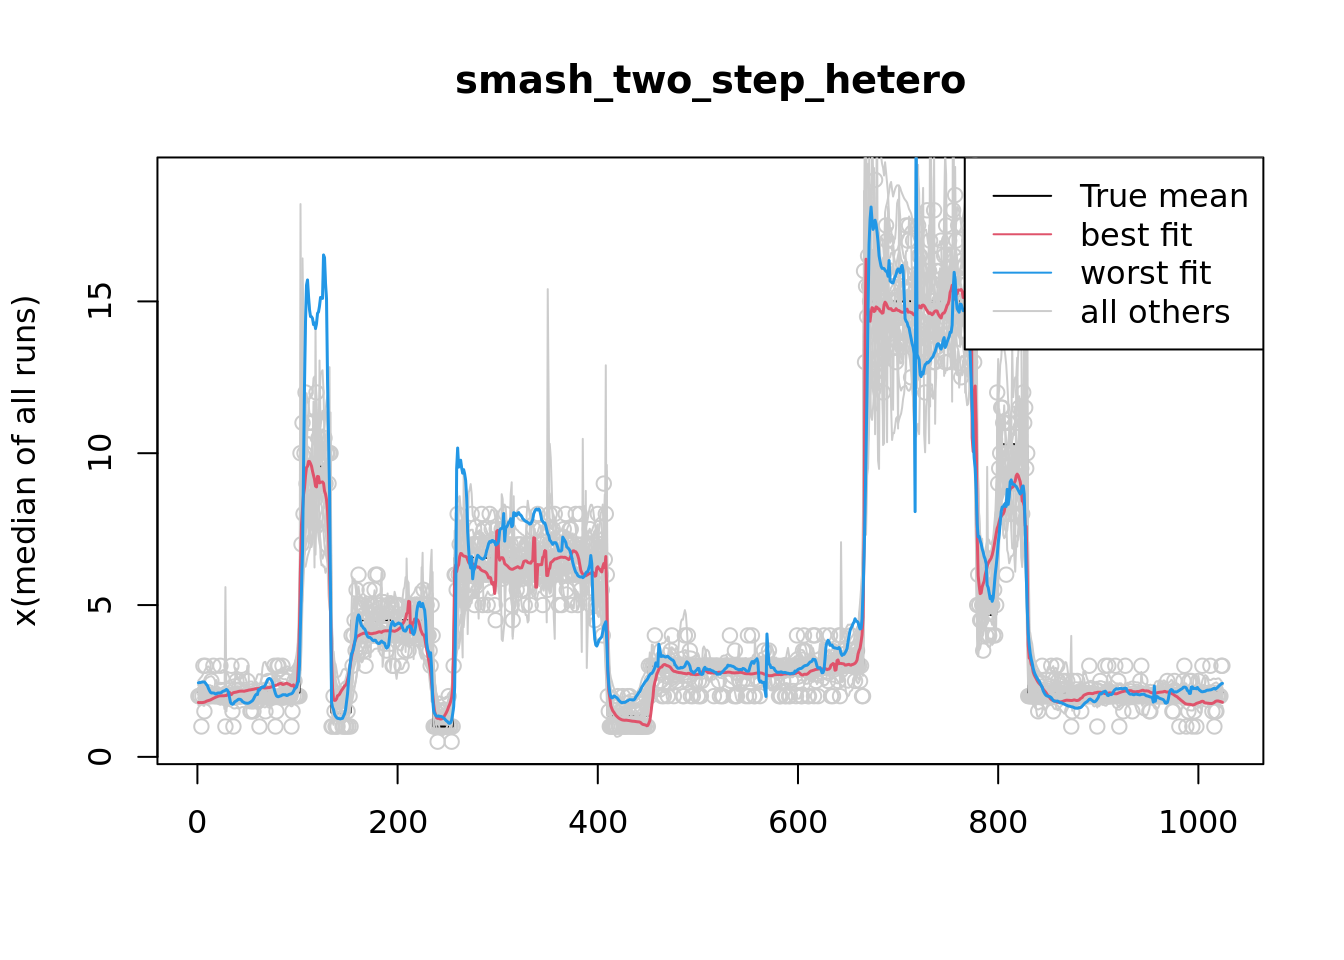 smash_two_step_hetero
x(median of all runs)
15
10
5
0
True mean
best fit
worst fit
all others
0 200 400 600 800 1000